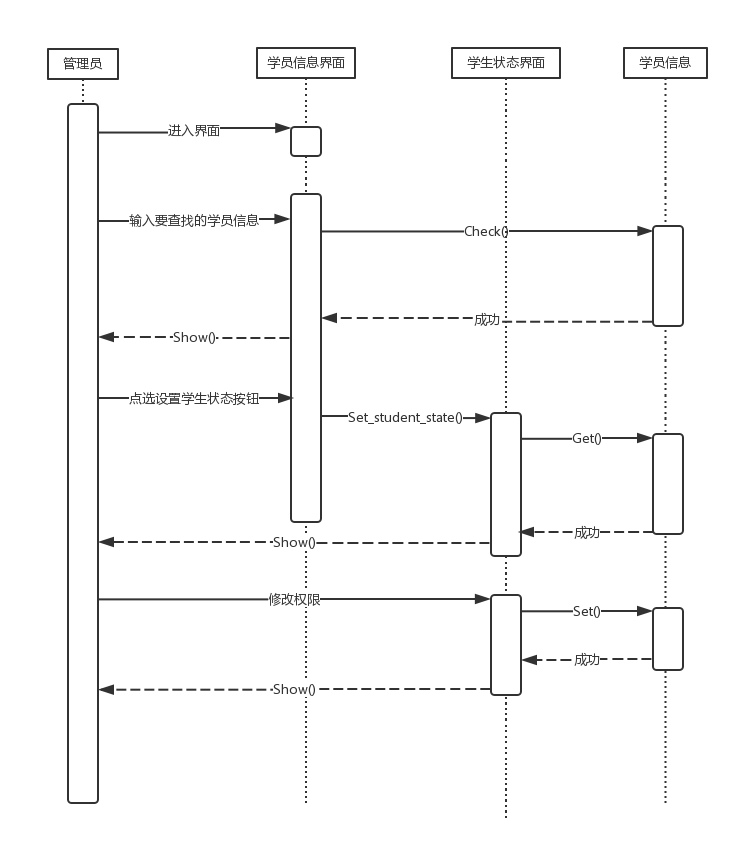 管理员
学员信息界面
学生状态界面
学员信息
进入界面
输入要查找的学员信息
Check()
成功
Show()
点选设置学生状态按钮
Set_student_state()
Get()
成功
Show()
修改权限
Set()
成功
Show()